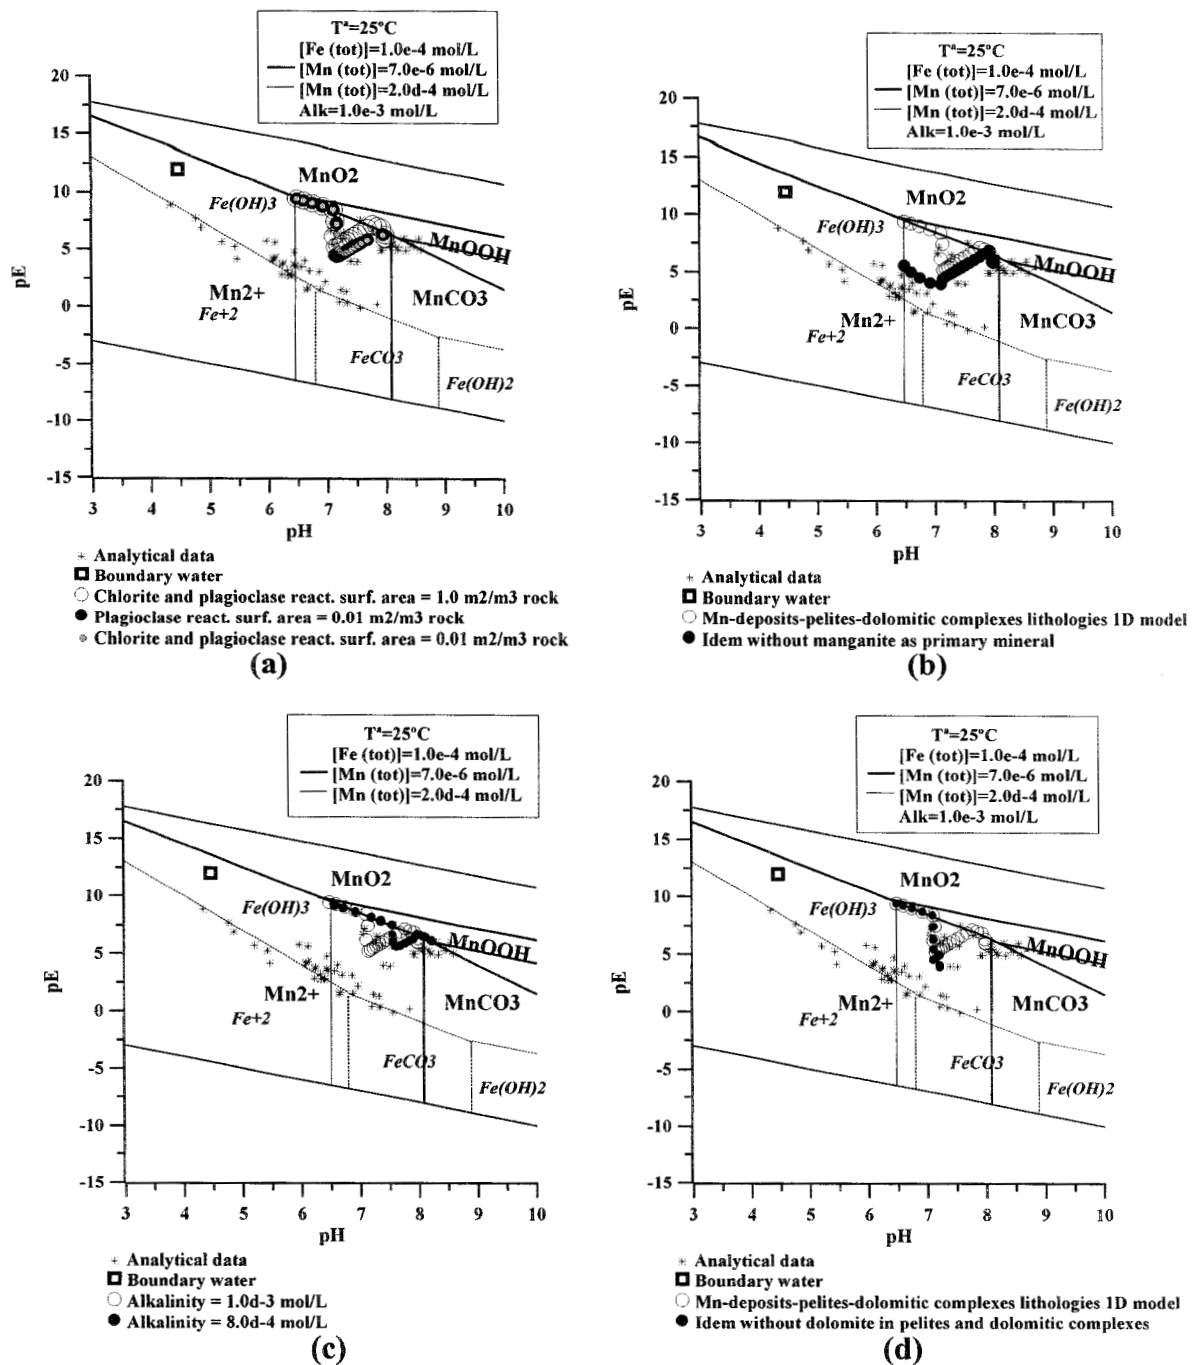 Tª=25ºC
[Fe (tot)]=1.0e-4 mol/L
[Mn (tot)]=7.0e-6 mol/L
[Mn (tot)]=2.0d-4 mol/L
Alk=1.0e-3 mol/L
20
15
10
5
0
-5
-10
-15
pE
MnO2
Fe(OH)3
MnOOH
Mn2+
MnCO3
Fe+2
FeCO3
Fe(OH)2
3 4 5 6 7 8 9 10
pH
Analytical data
Boundary water
Chlorite and plagioclase react. surf. area = 1.0 m2/m3 rock
Plagioclase react. surf. area = 0.01 m2/m3 rock
Chlorite and plagioclase react. surf. area = 0.01 m2/m3 rock
(a)
Tª=25ºC
[Fe (tot)]=1.0e-4 mol/L
[Mn (tot)]=7.0e-6 mol/L
[Mn (tot)]=2.0d-4 mol/L
Alk=1.0e-3 mol/L
20
15
10
5
0
-5
-10
-15
pE
MnO2
Fe(OH)3
MnOOH
Mn2+
MnCO3
Fe+2
FeCO3
Fe(OH)2
3 4 5 6 7 8 9 10
pH
Analytical data
Boundary water
Mn-deposits-pelites-dolomitic complexes lithologies 1D model
Idem without manganite as primary mineral
(b)
Tª=25ºC
[Fe (tot)]=1.0e-4 mol/L
[Mn (tot)]=7.0e-6 mol/L
[Mn (tot)]=2.0d-4 mol/L
20
15
10
5
0
-5
-10
-15
pE
MnO2
Fe(OH)3
MnOOH
Mn2+
MnCO3
Fe+2
FeCO3
Fe(OH)2
3 4 5 6 7 8 9 10
pH
Analytical data
Boundary water
Alkalinity = 1.0d-3 mol/L
Alkalinity = 8.0d-4 mol/L
(c)
Tª=25ºC
[Fe (tot)]=1.0e-4 mol/L
[Mn (tot)]=7.0e-6 mol/L
[Mn (tot)]=2.0d-4 mol/L
Alk=1.0e-3 mol/L
20
15
10
5
0
-5
-10
-15
pE
MnO2
Fe(OH)3
MnOOH
Mn2+
MnCO3
Fe+2
FeCO3
Fe(OH)2
3 4 5 6 7 8 9 10
pH
Analytical data
Boundary water
Mn-deposits-pelites-dolomitic complexes lithologies 1D model
Idem without dolomite in pelites and dolomitic complexes
(d)